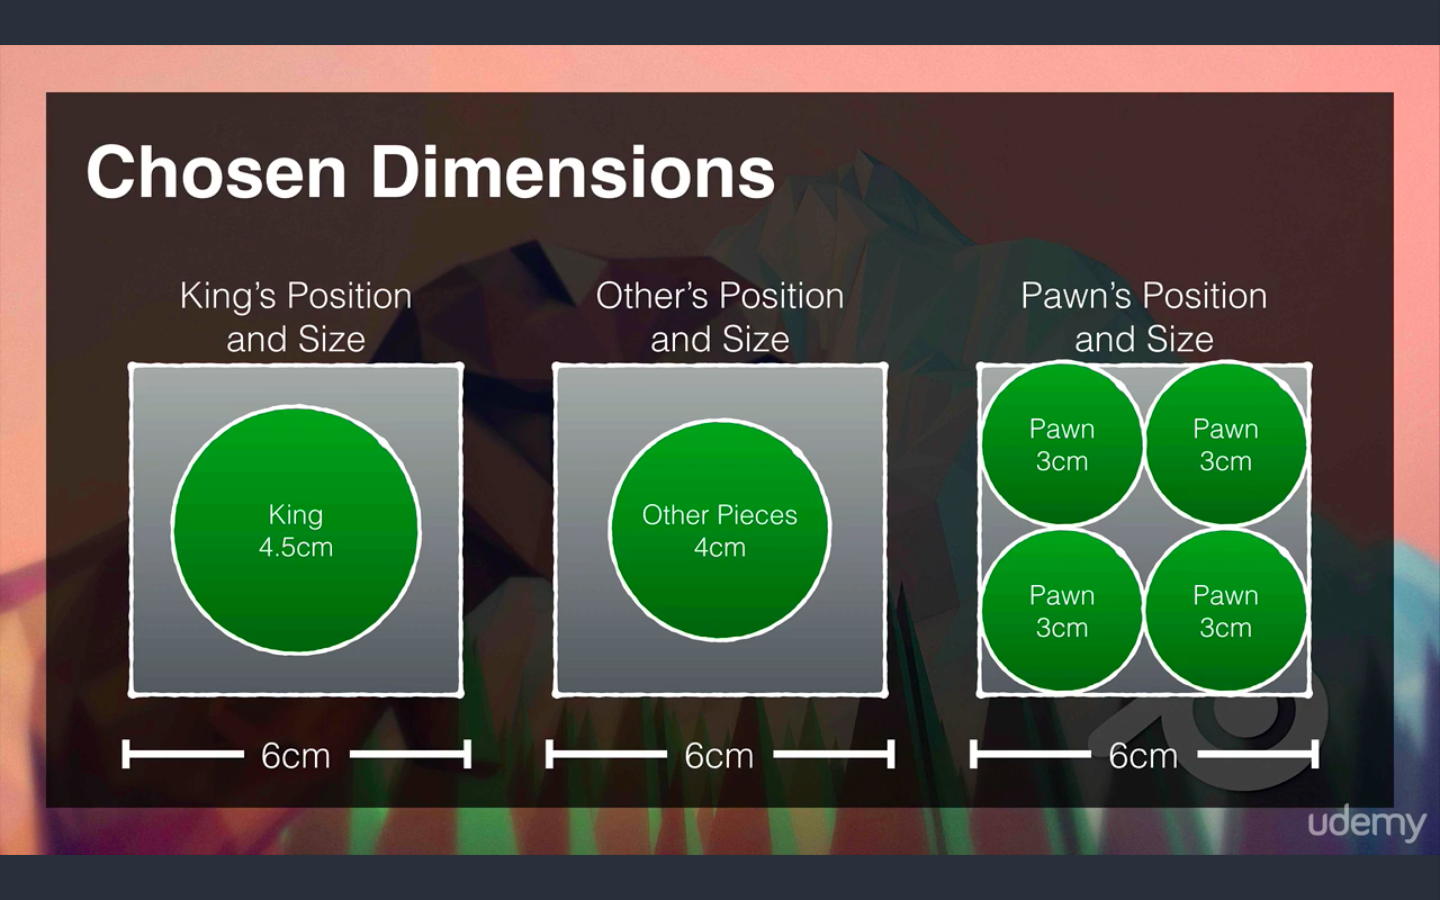 Chosen Dimensions
King's Position
and Size
Other's Position
and Size
Pawn's Position
and Size
King
4.5cm
Other Pieces
4cm
Pawn
3cm
Pawn
3cm
Pawn
3cm
Pawn
3cm
6cm
6cm
6cm
udemy